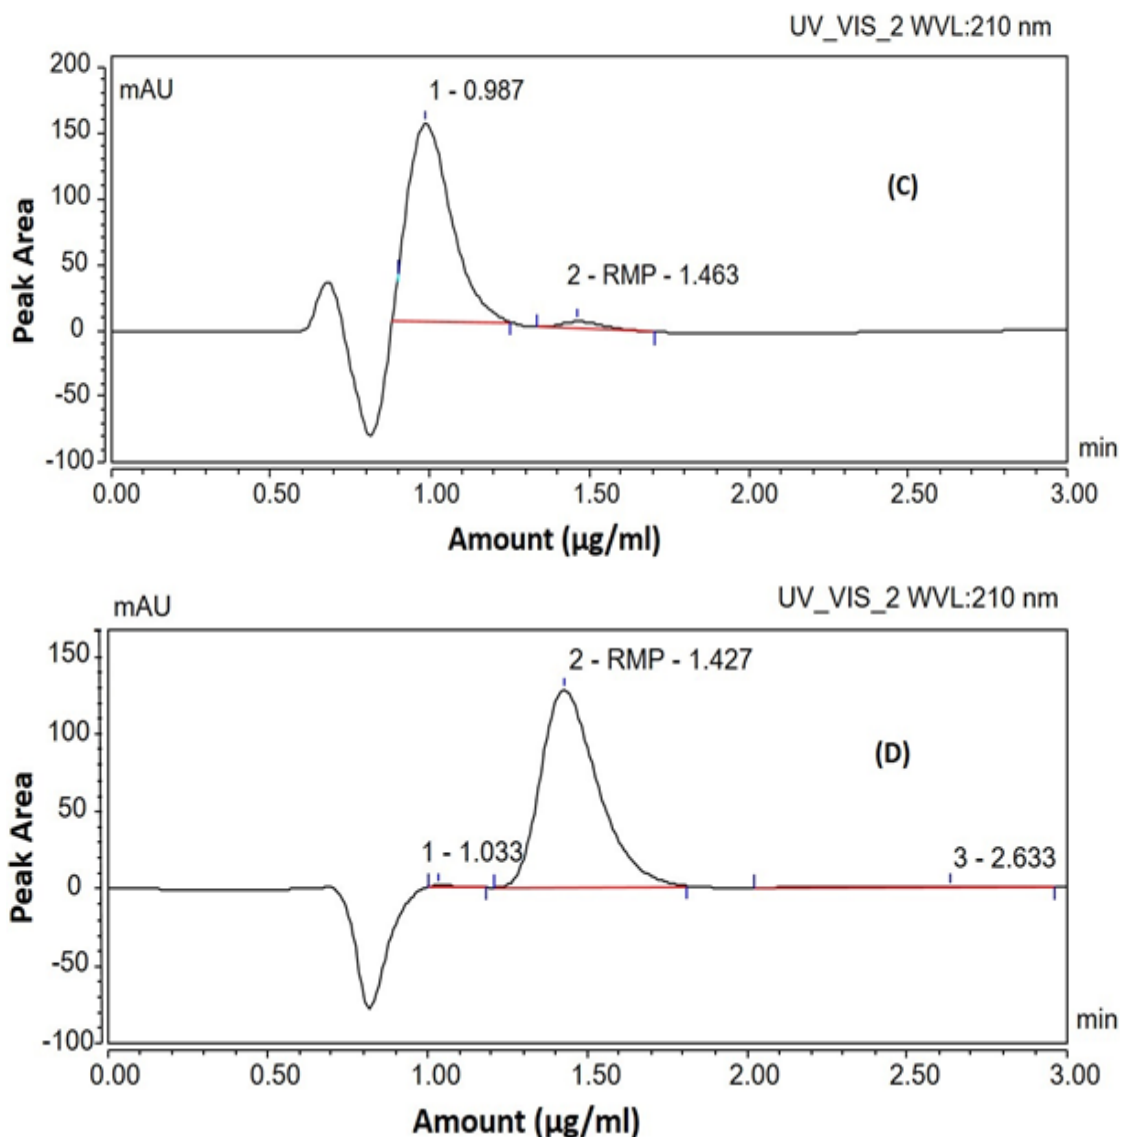 UV_VIS_2 WVL:210 nm
200
mAU
1 - 0.987
150
(C)
100
Peak Area
50
2 - RMP - 1.463
0
-50
-100
min
0.00 0.50 1.00 1.50 2.00 2.50 3.00
Amount (µg/ml)
mAU
UV_VIS_2 WVL:210 nm
150
2 - RMP - 1.427
100
(D)
Peak Area
50
1 - 1.033
3 - 2.633
0
-50
-100
min
0.00 0.50 1.00 1.50 2.00 2.50 3.00
Amount (µg/ml)